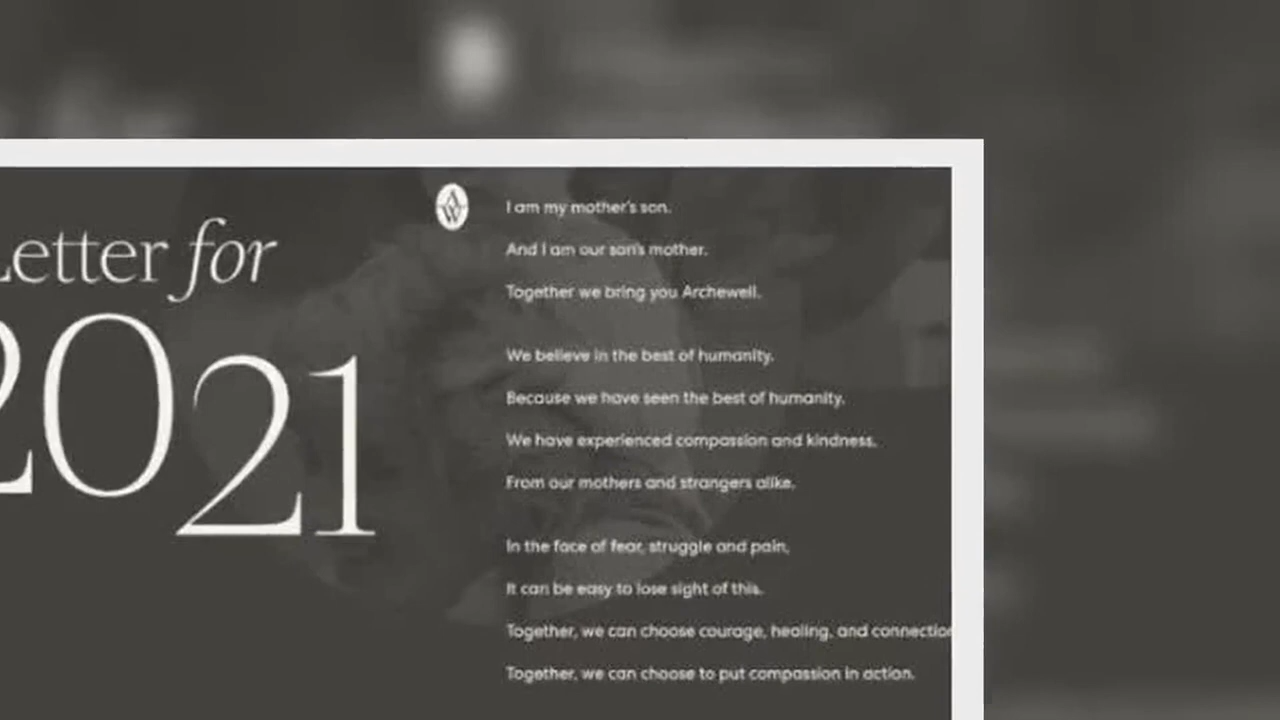 Letter for
2021
I am my mother's son.
And I am our son's mother.
Together we bring you Archewell.
We believe in the best of humanity.
Because we have seen the best of humanity.
We have experienced compassion and kindness.
From our mothers and strangers alike.
In the face of fear, struggle and pain,
It can be easy to lose sight of this.
Together, we can choose courage, healing, and connection
Together, we can choose to put compassion in action.